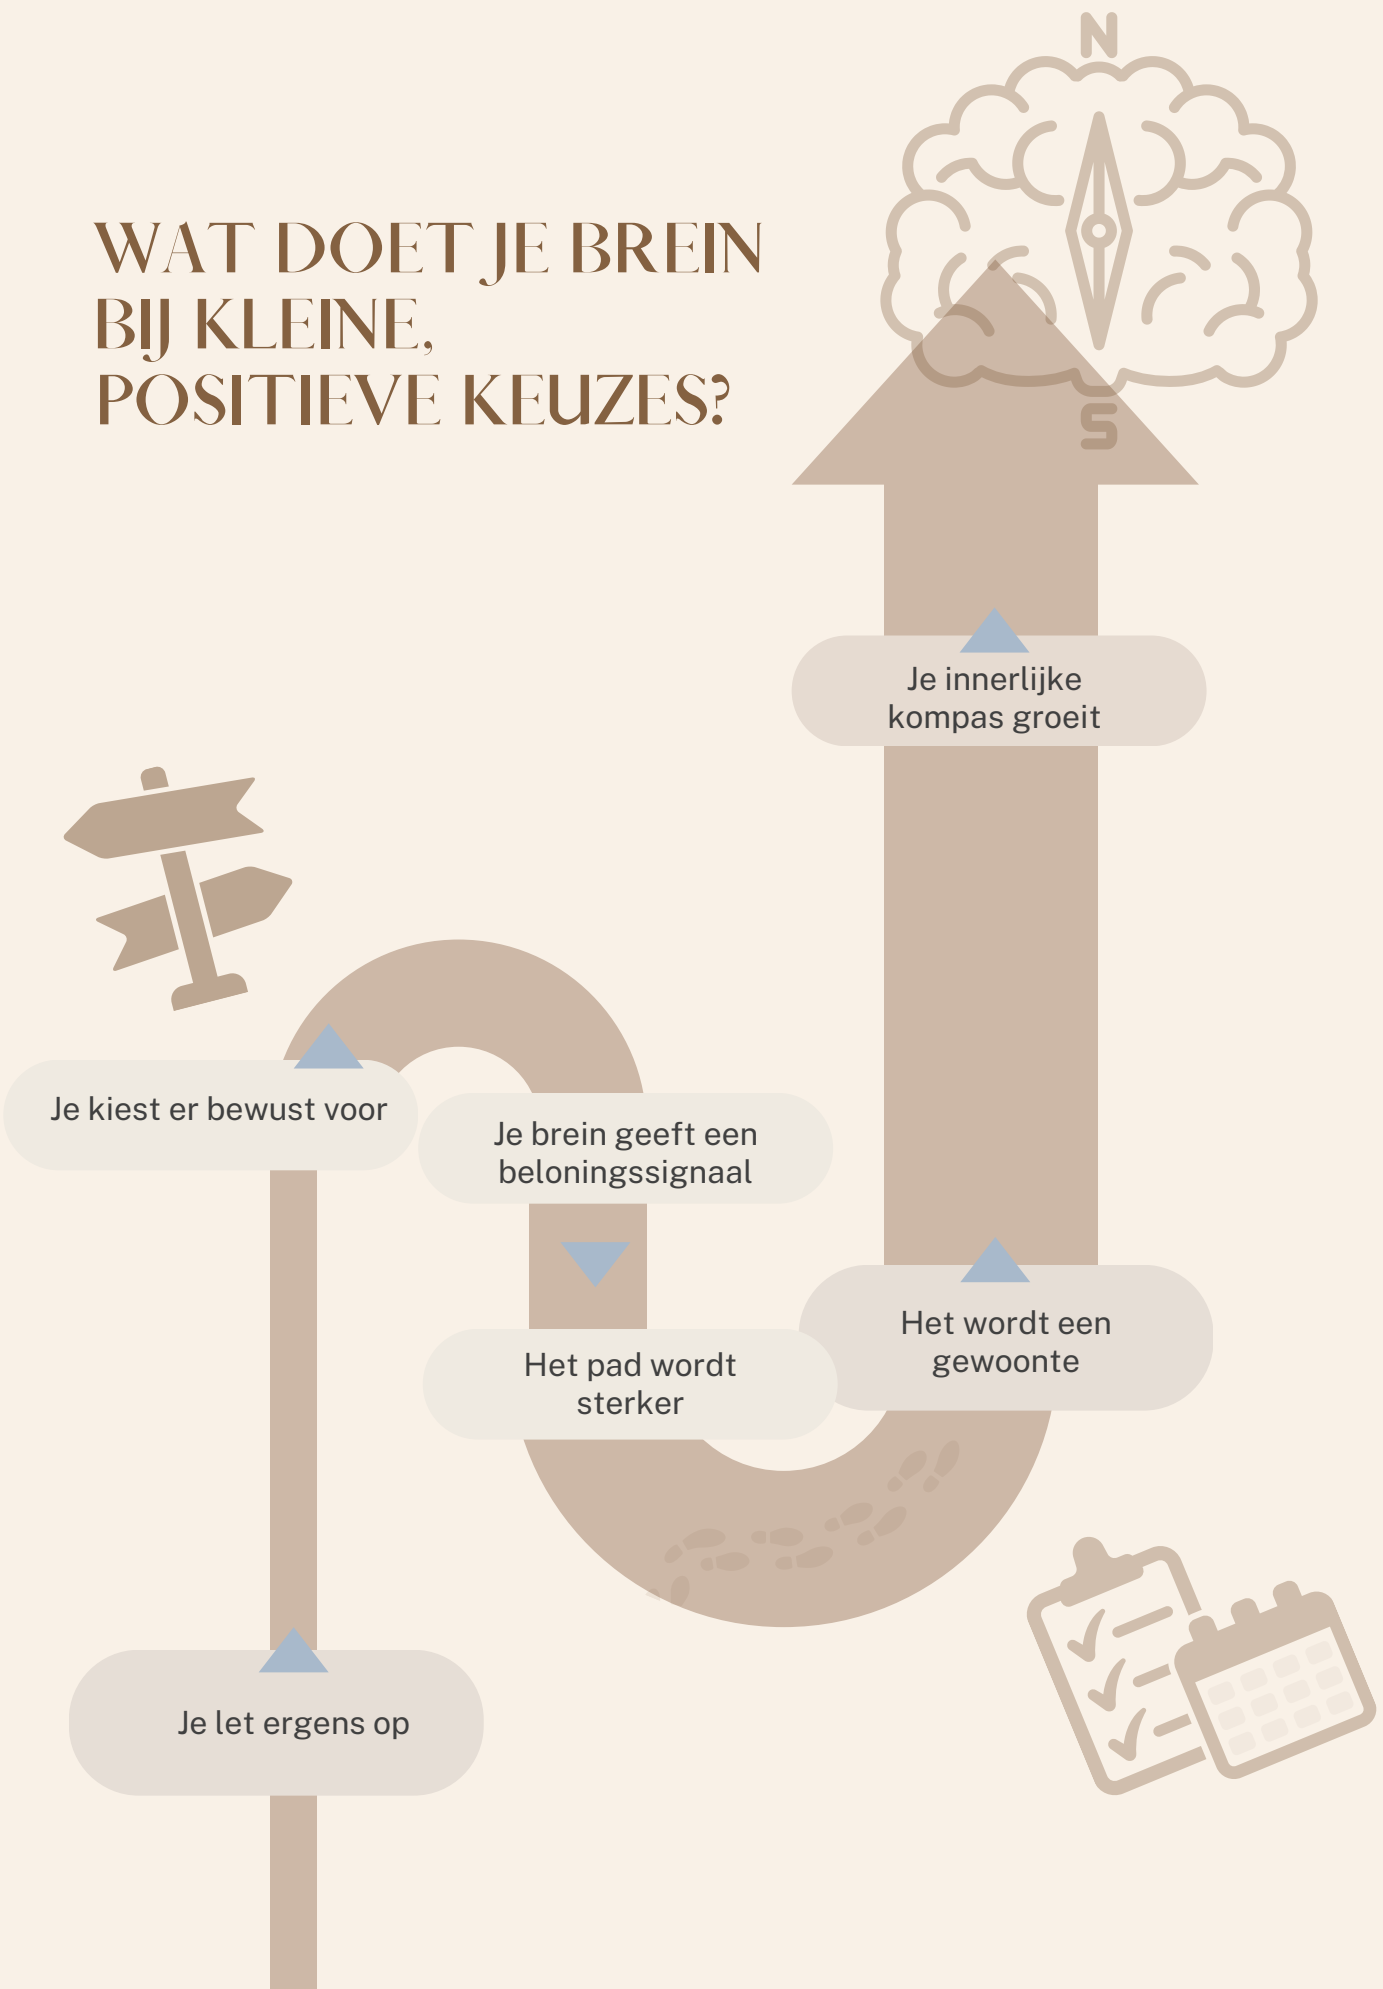 N
WAT DOET JE BREIN
BIJ KLEINE,
POSITIEVE KEUZES?
S
Je innerlijke
kompas groeit
Je kiest er bewust voor
Je brein geeft een
beloningssignaal
Het wordt een
gewoonte
Het pad wordt
sterker
Je let ergens op